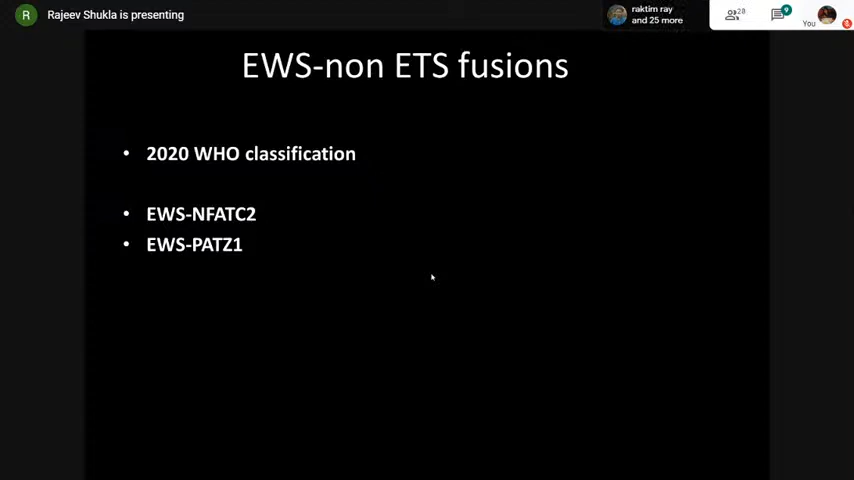 R Rajeev Shukla is presenting
raktim ray
and 25 more
28
9
You
EWS-non ETS fusions
• 2020 WHO classification
• EWS-NFATC2
• EWS-PATZ1